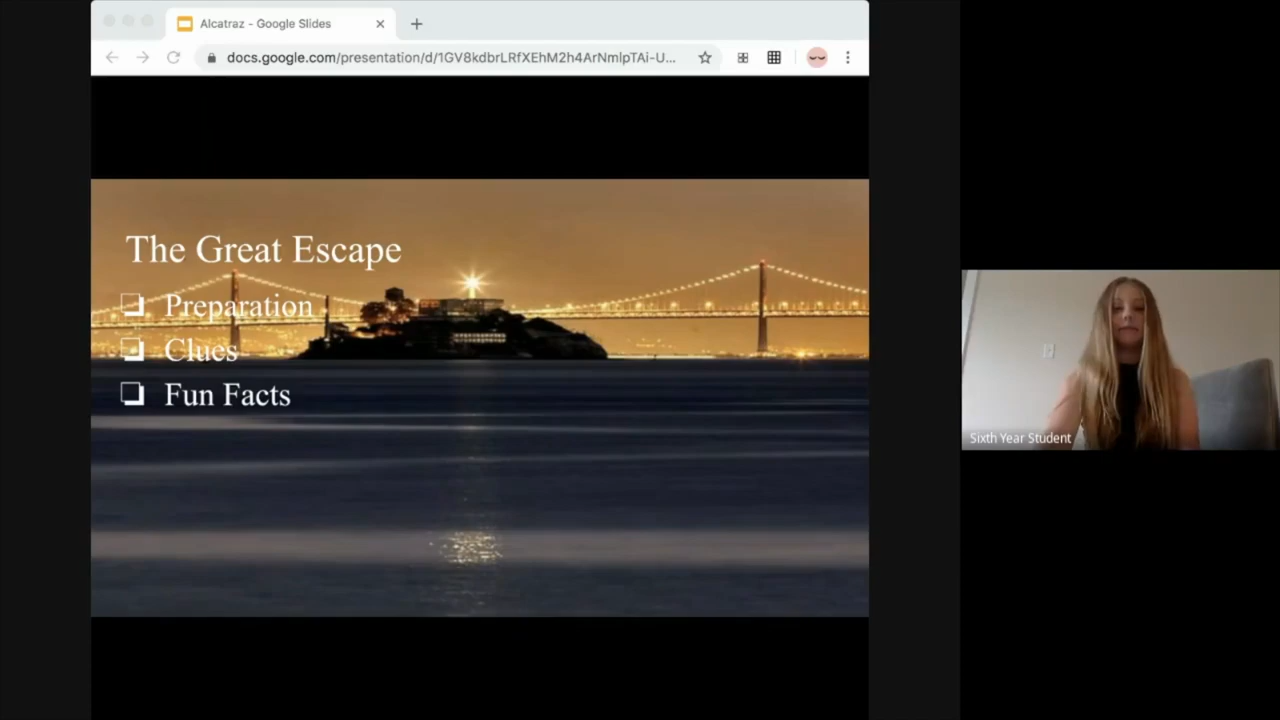 Alcatraz - Google Slides
docs.google.com/presentation/d/1GV8kdbrLRfXEhM2h4ArNmlpTAi-U...
The Great Escape
Preparation
Clues
Fun Facts
Sixth Year Student